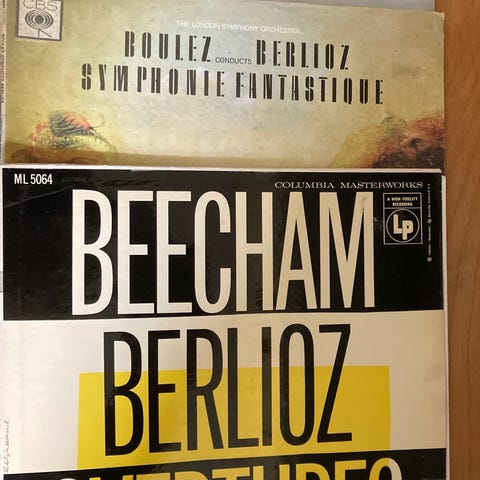 CBS
THE LONDON SYMPHONY ORCHESTRA
BOULEZ CONDUCTS BERLIOZ
SYMPHONIE FANTASTIQUE
ML 5064
COLUMBIA MASTERWORKS
A HIGH FIDELITY
RECORDING
Lp
BEECHAM
BERLIOZ
OVERTURES